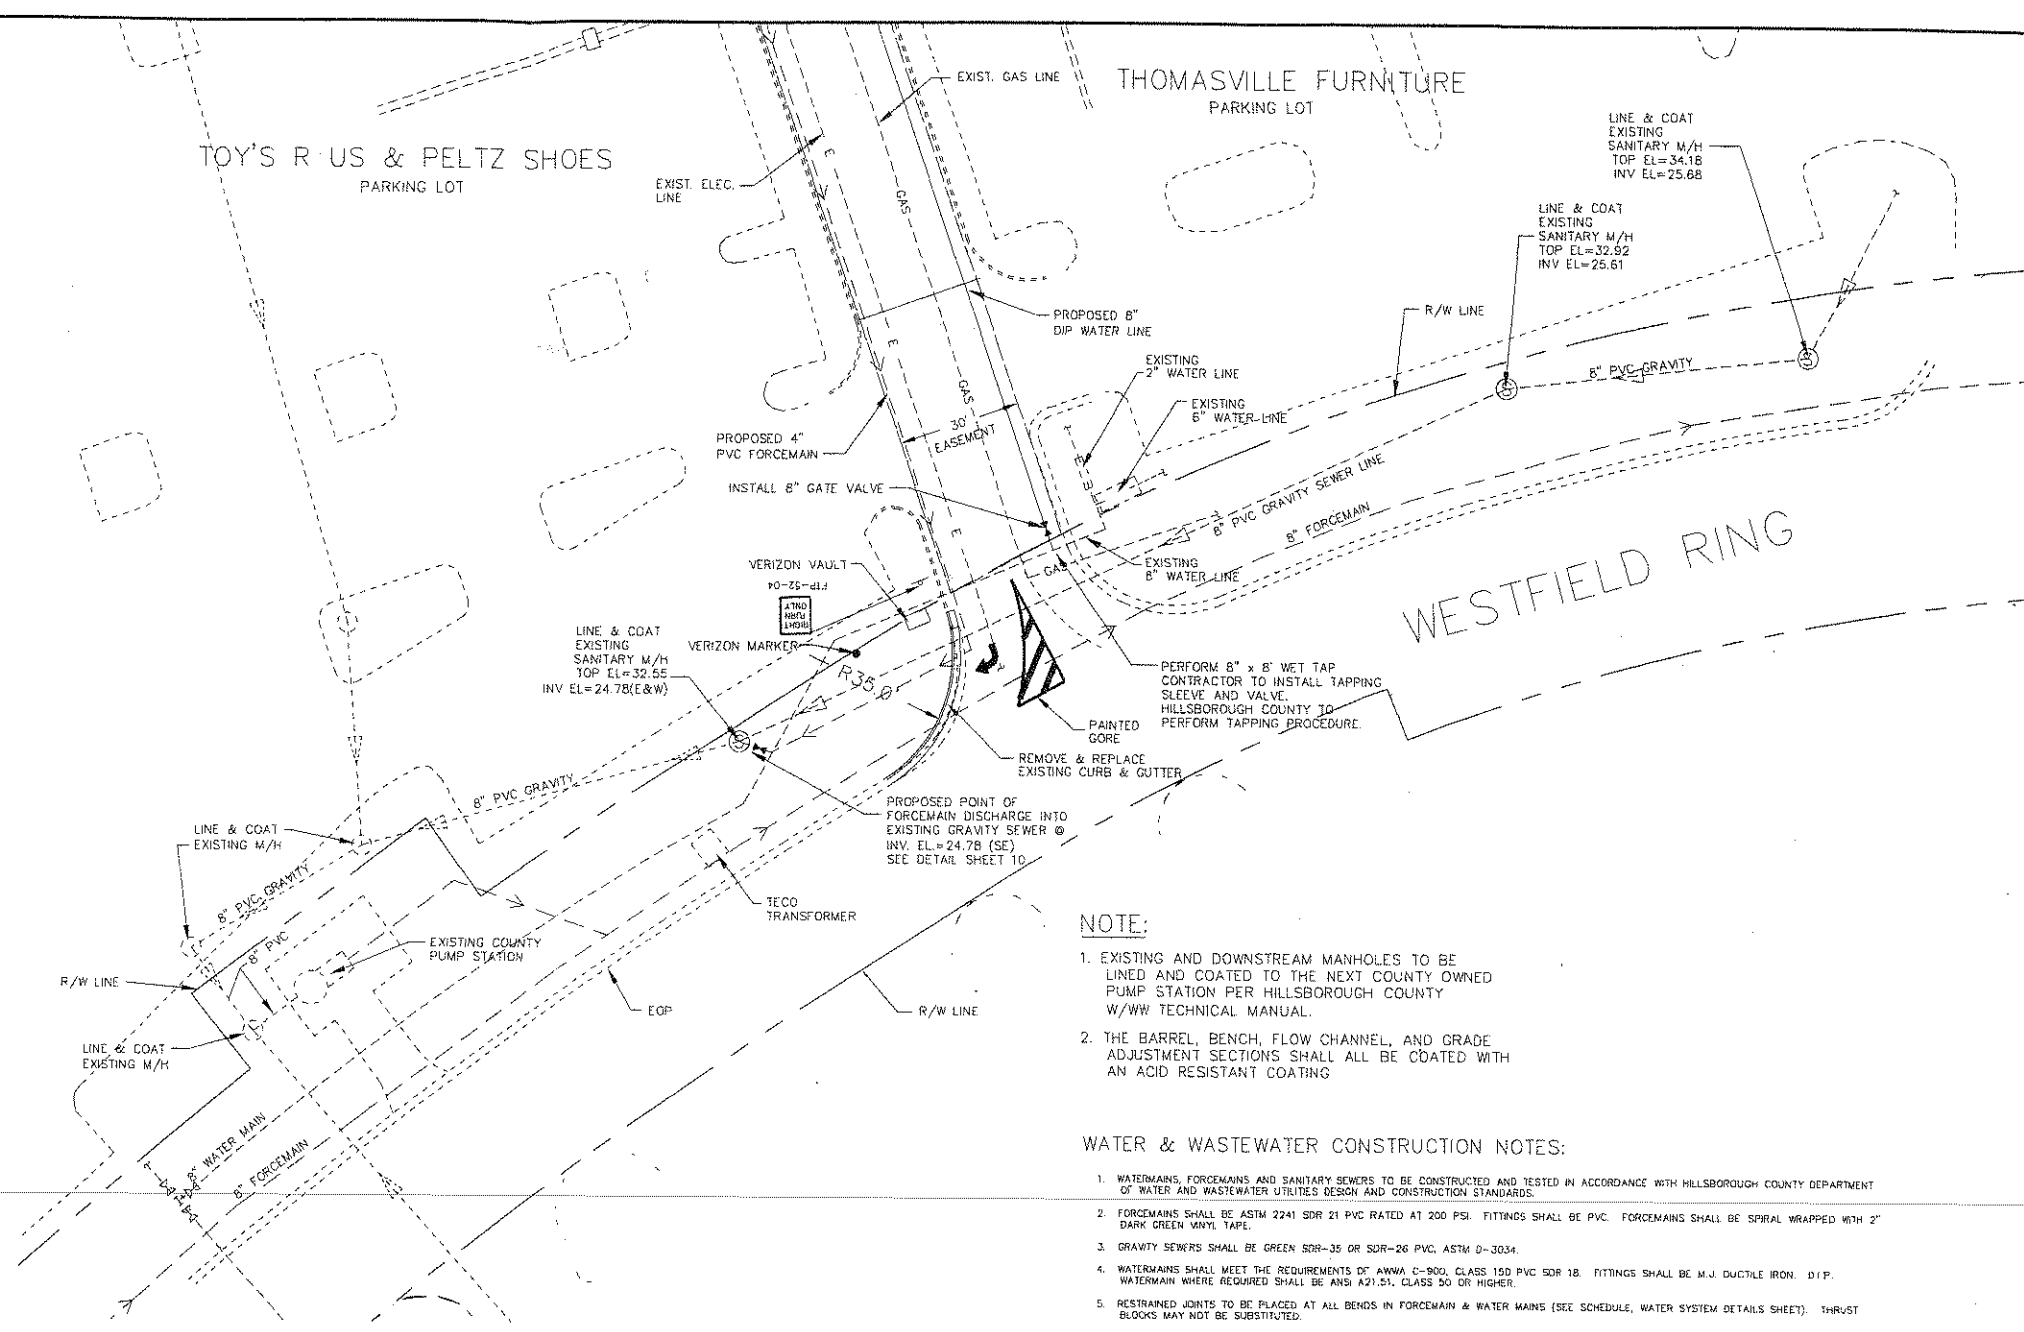 EXIST. GAS LINE
THOMASVILLE FURNITURE
PARKING LOT
TOY'S R US & PELTZ SHOES
PARKING LOT
EXIST. ELEC.
LINE
E
GAS
LINE & COAT
EXISTING
SANITARY M/H
TOP EL=34.18
INV EL=25.68
LINE & COAT
EXISTING
SANITARY M/H
TOP EL=32.92
INV EL=25.61
R/W LINE
PROPOSED 8"
DIP WATER LINE
E
GAS
EXISTING
2" WATER LINE
EXISTING
6" WATER LINE
8" PVC GRAVITY
PROPOSED 4"
PVC FORCEMAIN
30'
EASEMENT
INSTALL 8" GATE VALVE
E
8" PVC GRAVITY SEWER LINE
8" FORCEMAIN
WESTFIELD RING
VERIZON VAULT
FTP-52-04
RIGHT
TURN
ONLY
GAS
EXISTING
8" WATER LINE
LINE & COAT
EXISTING
SANITARY M/H
TOP EL=32.55
INV EL=24.78(E&W)
VERIZON MARKER
R35.0'
PERFORM 8" x 8" WET TAP
CONTRACTOR TO INSTALL TAPPING
SLEEVE AND VALVE.
HILLSBOROUGH COUNTY TO
PERFORM TAPPING PROCEDURE.
PAINTED
GORE
REMOVE & REPLACE
EXISTING CURB & GUTTER
8" PVC GRAVITY
PROPOSED POINT OF
FORCEMAIN DISCHARGE INTO
EXISTING GRAVITY SEWER @
INV. EL.=24.78 (SE)
SEE DETAIL SHEET 10
LINE & COAT
EXISTING M/H
8" PVC GRAVITY
TECO
TRANSFORMER
8" PVC
EXISTING COUNTY
PUMP STATION
R/W LINE
EOP
R/W LINE
LINE & COAT
EXISTING M/H
8" WATER MAIN
8" FORCEMAIN
NOTE:
1. EXISTING AND DOWNSTREAM MANHOLES TO BE
LINED AND COATED TO THE NEXT COUNTY OWNED
PUMP STATION PER HILLSBOROUGH COUNTY
W/WW TECHNICAL MANUAL.
2. THE BARREL, BENCH, FLOW CHANNEL, AND GRADE
ADJUSTMENT SECTIONS SHALL ALL BE COATED WITH
AN ACID RESISTANT COATING
WATER & WASTEWATER CONSTRUCTION NOTES:
1. WATERMAINS, FORCEMAINS AND SANITARY SEWERS TO BE CONSTRUCTED AND TESTED IN ACCORDANCE WITH HILLSBOROUGH COUNTY DEPARTMENT
OF WATER AND WASTEWATER UTILITIES DESIGN AND CONSTRUCTION STANDARDS.
2. FORCEMAINS SHALL BE ASTM 2241 SDR 21 PVC RATED AT 200 PSI. FITTINGS SHALL BE PVC. FORCEMAINS SHALL BE SPIRAL WRAPPED WITH 2"
DARK GREEN VINYL TAPE.
3. GRAVITY SEWERS SHALL BE GREEN SDR-35 OR SDR-26 PVC, ASTM D-3034.
4. WATERMAINS SHALL MEET THE REQUIREMENTS OF AWWA C-900, CLASS 150 PVC SDR 18. FITTINGS SHALL BE M.J. DUCTILE IRON. D.I.P.
WATERMAIN WHERE REQUIRED SHALL BE ANSI A21.51, CLASS 50 OR HIGHER.
5. RESTRAINED JOINTS TO BE PLACED AT ALL BENDS IN FORCEMAIN & WATER MAINS (SEE SCHEDULE, WATER SYSTEM DETAILS SHEET). THRUST
BLOCKS MAY NOT BE SUBSTITUTED.